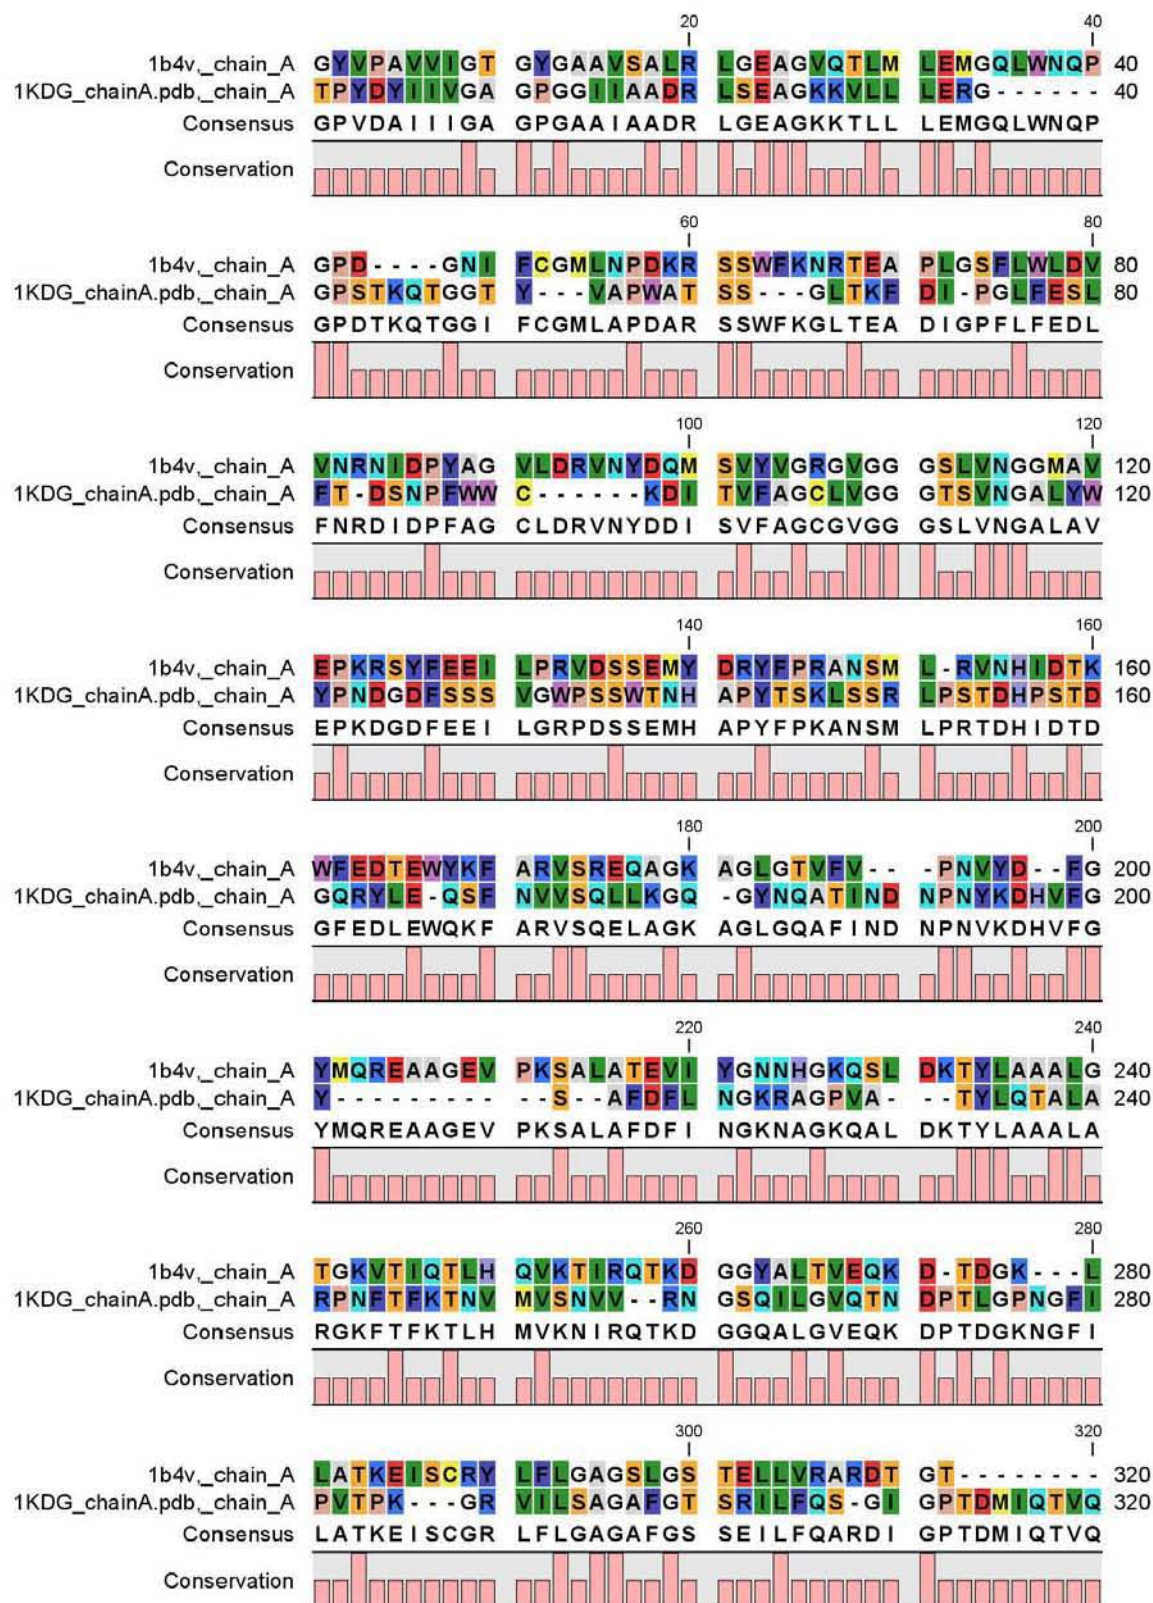 20 40
1b4v,_chain_A GYVPAVVIGT GYGAAVSALR LGEAGVQTLM LEMGQLWNQP 40
1KDG_chainA.pdb,_chain_A TPYDYIIVGA GPGGIIAADR LSEAGKKVLL LERG------ 40
Consensus GPVDAIIIGA GPGAAIAADR LGEAGKKTLL LEMGQLWNQP
Conservation
60 80
1b4v,_chain_A GPD----GNI FCGMLNPDKR SSWFKNRTEA PLGSFLWLDV 80
1KDG_chainA.pdb,_chain_A GPSTKQTGGT Y---VAPWAT SS---GLTKF DI-PGLFESL 80
Consensus GPDTKQTGGI FCGMLAPDAR SSWFKGLTEA DIGPFLFEDL
Conservation
100 120
1b4v,_chain_A VNRNIDPYAG VLDRVNYDQM SVYVGRGVGG GSLVNGGMAV 120
1KDG_chainA.pdb,_chain_A FT-DSNPFWW C------KDI TVFAGCLVGG GTSVNGALYW 120
Consensus FNRDIDPFAG CLDRVNYDDI SVFAGCGVGG GSLVNGALAV
Conservation
140 160
1b4v,_chain_A EPKRSYFEEI LPRVDSSEMY DRYFPRANSM L-RVNHIDTK 160
1KDG_chainA.pdb,_chain_A YPNDGDFSSS VGWPSSWTNH APYTSKLSSR LPSTDHPSTD 160
Consensus EPKDGDFEEI LGRPDSSEMH APYFPKANSM LPRTDHIDTD
Conservation
180 200
1b4v,_chain_A WFEDTEWYKF ARVSREQAGK AGLGTVFV-- -PNVYD--FG 200
1KDG_chainA.pdb,_chain_A GQRYLE-QSF NVVSQLLKGQ -GYNQATIND NPNYKDHVFG 200
Consensus GFEDLEWQKF ARVSQELAGK AGLGQAFIND NPNVKDHVFG
Conservation
220 240
1b4v,_chain_A YMQREAAGEV PKSALATEVI YGNNHGKQSL DKTYLAAALG 240
1KDG_chainA.pdb,_chain_A Y--------- --S--AFDFL NGKRAGPVA- --TYLQTALA 240
Consensus YMQREAAGEV PKSALAFDFI NGKNAGKQAL DKTYLAAALA
Conservation
260 280
1b4v,_chain_A TGKVTIQTLH QVKTIRQTKD GGYALTVEQK D-TDGK---L 280
1KDG_chainA.pdb,_chain_A RPNFTFKTNV MVSNVV--RN GSQILGVQTN DPTLGPNGFI 280
Consensus RGKFTFKTLH MVKNIRQTKD GGQALGVEQK DPTDGKNGFI
Conservation
300 320
1b4v,_chain_A LATKEISCRY LFLGAGSLGS TELLVRARDT GT-------- 320
1KDG_chainA.pdb,_chain_A PVTPK---GR VILSAGAFGT SRILFQS-GI GPTDMIQTVQ 320
Consensus LATKEISCGR LFLGAGAFGS SEILFQARDI GPTDMIQTVQ
Conservation